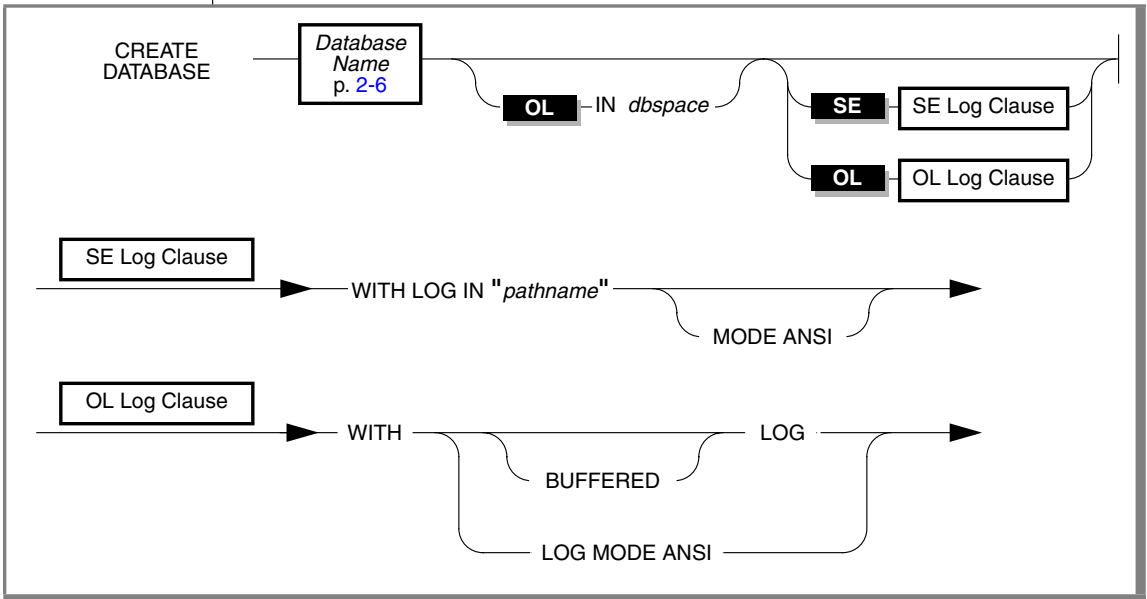 CREATE
DATABASE
Database
Name
p. 2-6
OL IN dbspace
SE SE Log Clause
OL OL Log Clause
SE Log Clause
WITH LOG IN "pathname"
MODE ANSI
OL Log Clause
WITH
LOG
BUFFERED
LOG MODE ANSI